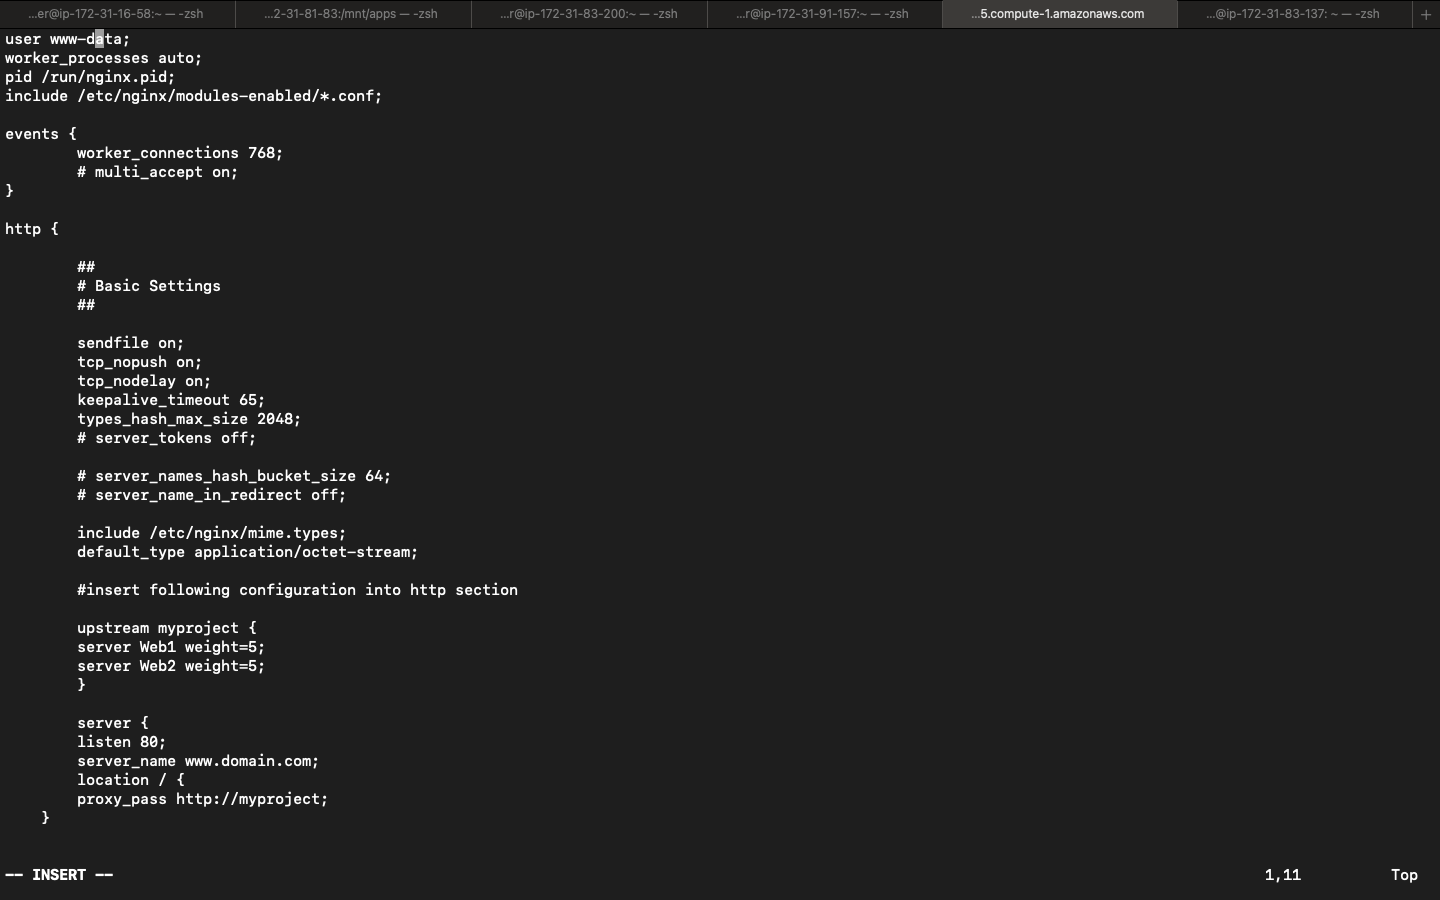 ...er@ip-172-31-16-58:~ — -zsh
...2-31-81-83:/mnt/apps — -zsh
...r@ip-172-31-83-200:~ — -zsh
...r@ip-172-31-91-157:~ — -zsh
...5.compute-1.amazonaws.com
...@ip-172-31-83-137: ~ — -zsh
+
user www-data;
worker_processes auto;
pid /run/nginx.pid;
include /etc/nginx/modules-enabled/*.conf;
events {
worker_connections 768;
# multi_accept on;
}
http {
##
# Basic Settings
##
sendfile on;
tcp_nopush on;
tcp_nodelay on;
keepalive_timeout 65;
types_hash_max_size 2048;
# server_tokens off;
# server_names_hash_bucket_size 64;
# server_name_in_redirect off;
include /etc/nginx/mime.types;
default_type application/octet-stream;
#insert following configuration into http section
upstream myproject {
server Web1 weight=5;
server Web2 weight=5;
}
server {
listen 80;
server_name www.domain.com;
location / {
proxy_pass http://myproject;
}
-- INSERT --
1,11
Top